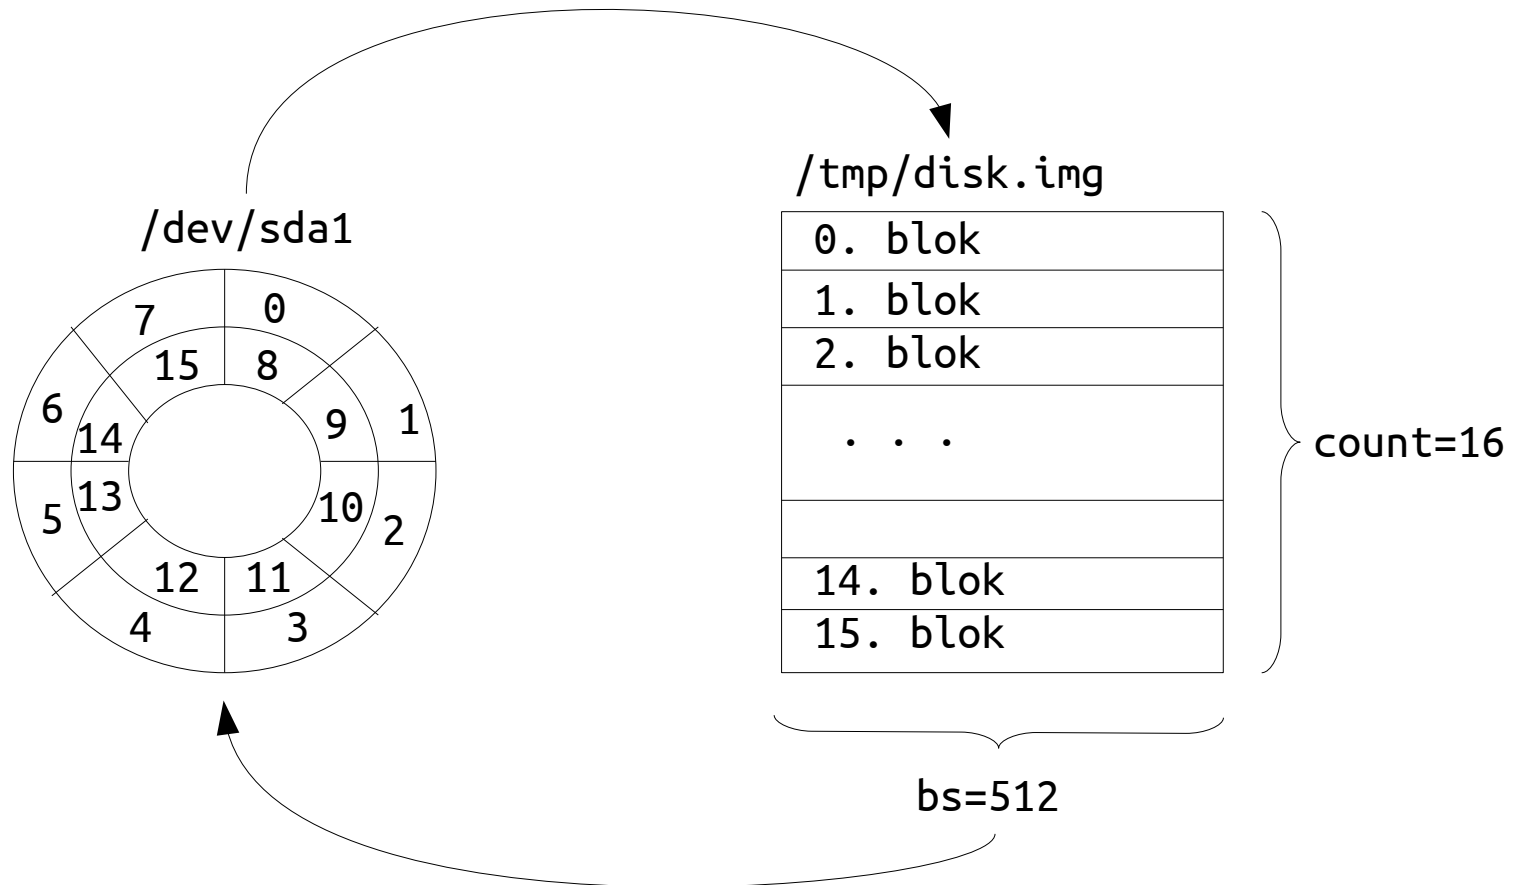 /tmp/disk.img
/dev/sda1
0. blok
1. blok
2. blok
. . .
14. blok
15. blok
7 0
15 8
6 14 9 1
5 13 10 2
12 11
4 3
count=16
bs=512